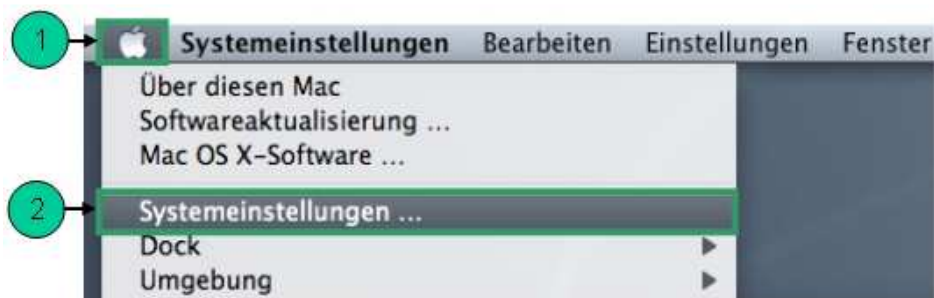 1 Systemeinstellungen Bearbeiten Einstellungen Fenster
Über diesen Mac
Softwareaktualisierung ...
Mac OS X-Software ...
2 Systemeinstellungen ...
Dock
Umgebung